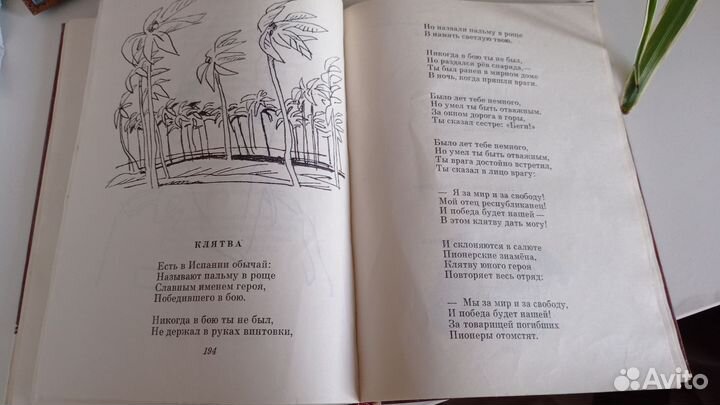 КЛЯТВА
Есть в Испании обычай:
Называют пальму в роще
Славным именем героя,
Победившего в бою.
Никогда в бою ты не был,
Не держал в руках винтовки,
194
Но назвали пальму в роще
В память светлую твою.
Никогда в бою ты не был,
Но раздался рёв снаряда,—
Ты был ранен в мирном доме
В ночь, когда пришли враги.
Было лет тебе немного,
Но умел ты быть отважным.
За окном дорога в горы,
Ты сказал сестре: «Беги!»
Было лет тебе немного,
Но умел ты быть отважным,
Ты врага достойно встретил,
Ты сказал в лицо врагу:
— Я за мир и за свободу!
Мой отец республиканец!
И победа будет нашей —
В этом клятву дать могу!
И склоняются в салюте
Пионерские знамёна,
Клятву юного героя
Повторяет весь отряд:
— Мы за мир и за свободу,
И победа будет нашей!
За товарищей погибших
Пионеры отомстят.
Avito